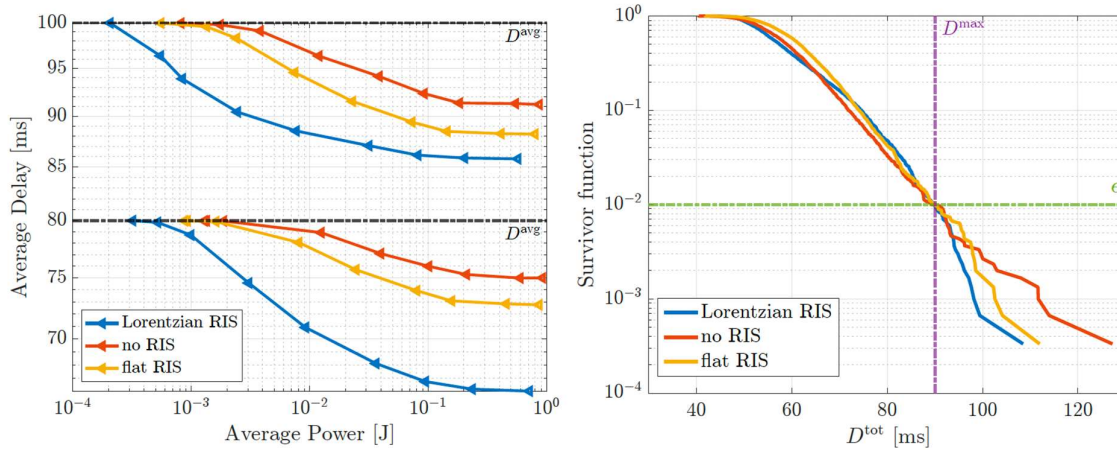 100
95
90
85
80
75
70
Average Delay [ms]
D^avg
D^avg
Lorentzian RIS
no RIS
flat RIS
10^−4
10^−3
10^−2
10^−1
10^0
Average Power [J]
10^0
10^−1
10^−2
10^−3
10^−4
Survivor function
D^max
ϵ
Lorentzian RIS
no RIS
flat RIS
40
60
80
100
120
D^tot [ms]